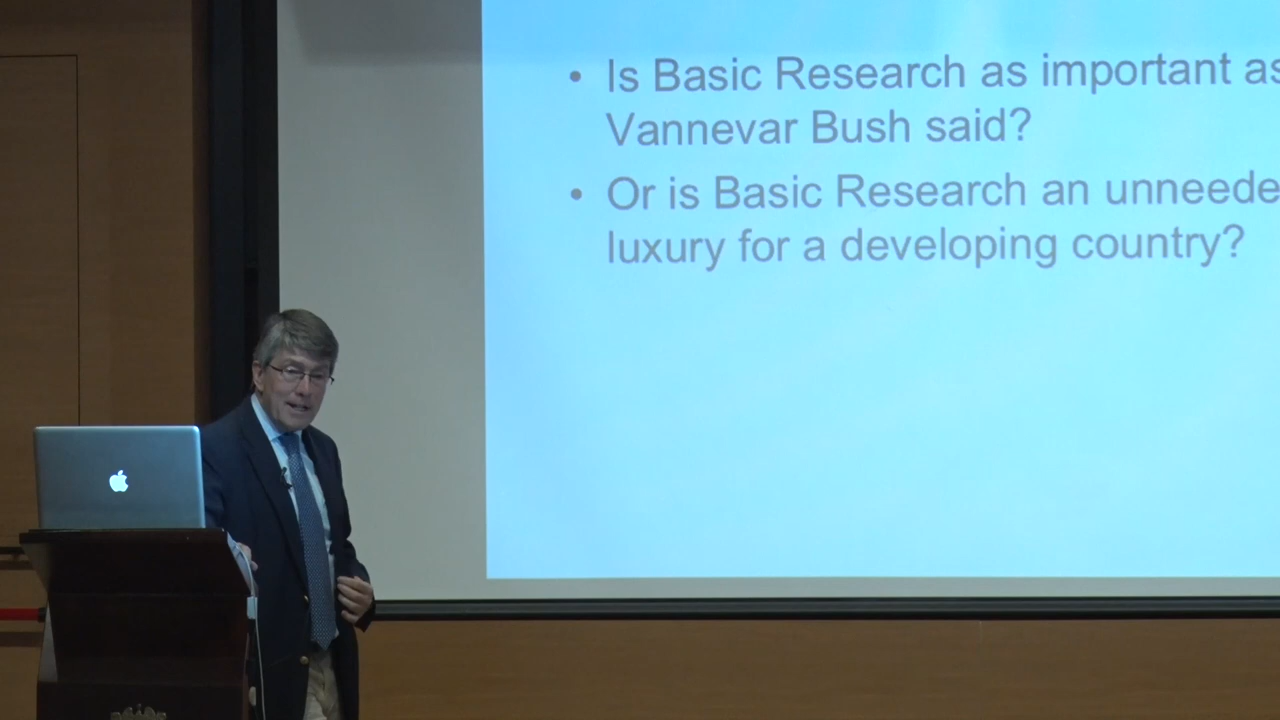 • Is Basic Research as important as
Vannevar Bush said?
• Or is Basic Research an unneede
luxury for a developing country?